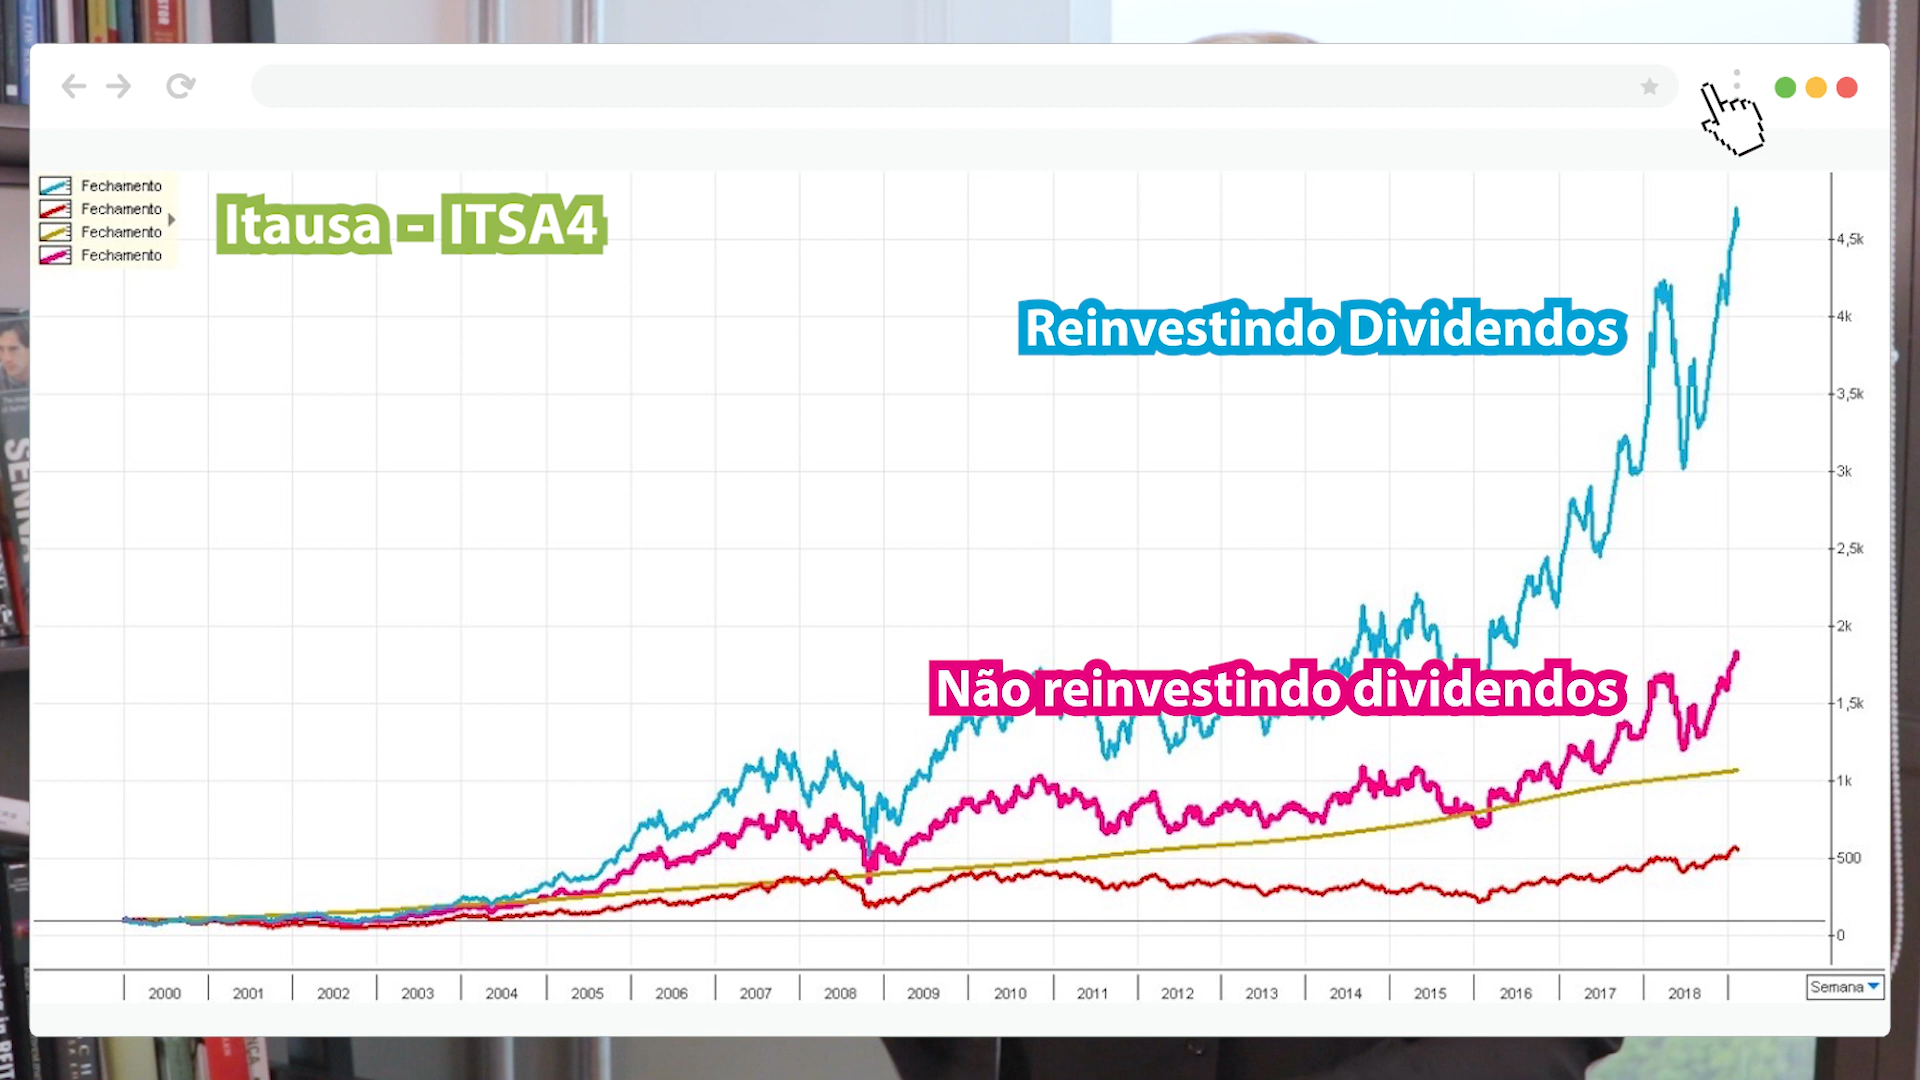 Fechamento
Fechamento
Fechamento
Fechamento
Itausa - ITSA4
Reinvestindo Dividendos
Não reinvestindo dividendos
4,5k
4k
3,5k
3k
2,5k
2k
1,5k
1k
500
0
2000 2001 2002 2003 2004 2005 2006 2007 2008 2009 2010 2011 2012 2013 2014 2015 2016 2017 2018
Semana
SENNA